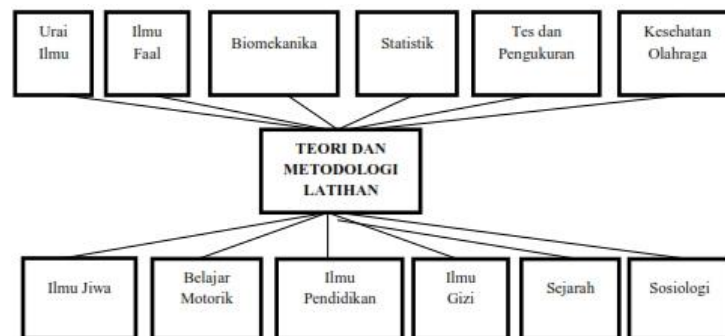 Urai
Ilmu
Ilmu
Faal
Biomekanika
Statistik
Tes dan
Pengukuran
Kesehatan
Olahraga
TEORI DAN
METODOLOGI
LATIHAN
Ilmu Jiwa
Belajar
Motorik
Ilmu
Pendidikan
Ilmu
Gizi
Sejarah
Sosiologi